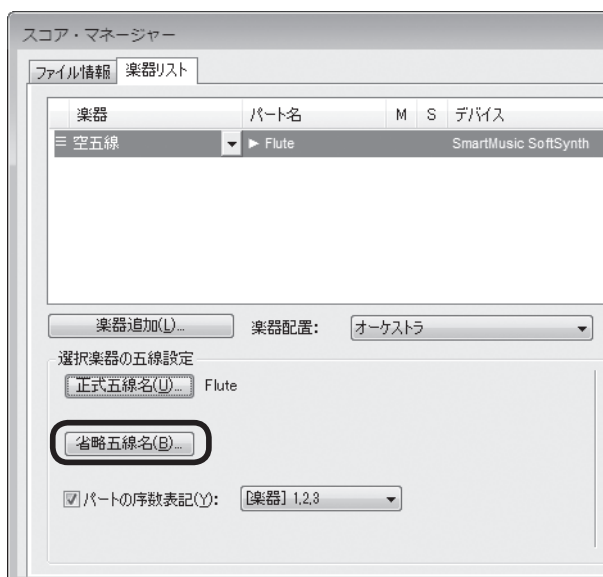 スコア・マネージャー
ファイル情報 楽器リスト
楽器 パート名 M S デバイス
空五線 ▶ Flute SmartMusic SoftSynth
楽器追加(L)... 楽器配置: オーケストラ
選択楽器の五線設定
正式五線名(U)... Flute
省略五線名(B)...
パートの序数表記(Y): [楽器] 1,2,3